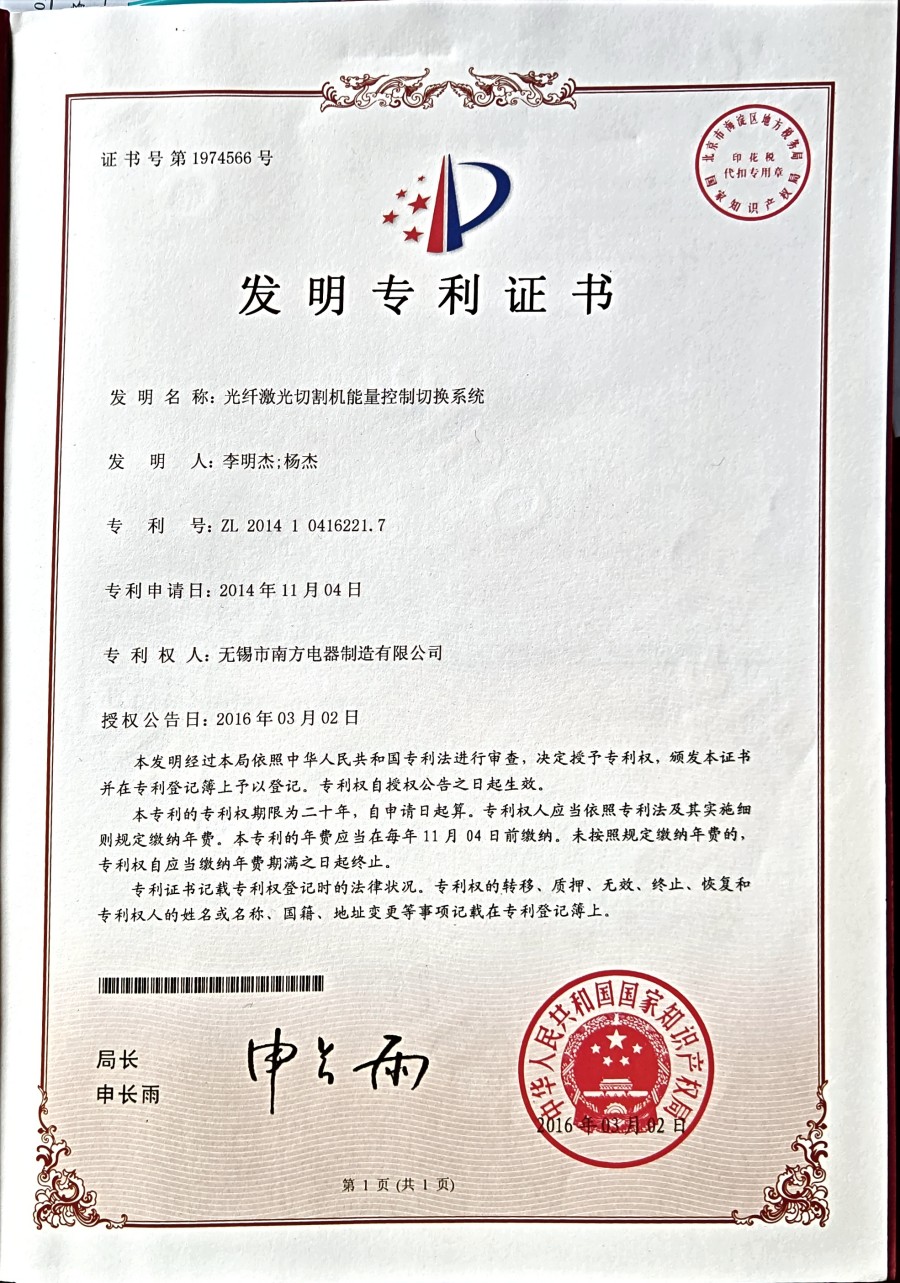 证书号第1974566号
北京市海淀区地方税务局
印花税
代扣专用章
国家知识产权局
发明专利证书
发明名称：光纤激光切割机能量控制切换系统
发明人：李明杰;杨杰
专利号：ZL 2014 1 0416221.7
专利申请日：2014年11月04日
专利权人：无锡市南方电器制造有限公司
授权公告日：2016年03月02日
本发明经过本局依照中华人民共和国专利法进行审查，决定授予专利权，颁发本证书
并在专利登记簿上予以登记。专利权自授权公告之日起生效。
本专利的专利权期限为二十年，自申请日起算。专利权人应当依照专利法及其实施细
则规定缴纳年费。本专利的年费应当在每年11月04日前缴纳。未按照规定缴纳年费的，
专利权自应当缴纳年费期满之日起终止。
专利证书记载专利权登记时的法律状况。专利权的转移、质押、无效、终止、恢复和
专利权人的姓名或名称、国籍、地址变更等事项记载在专利登记簿上。
局长
申长雨
申长雨
中华人民共和国国家知识产权局
2016年03月02日
第1页(共1页)